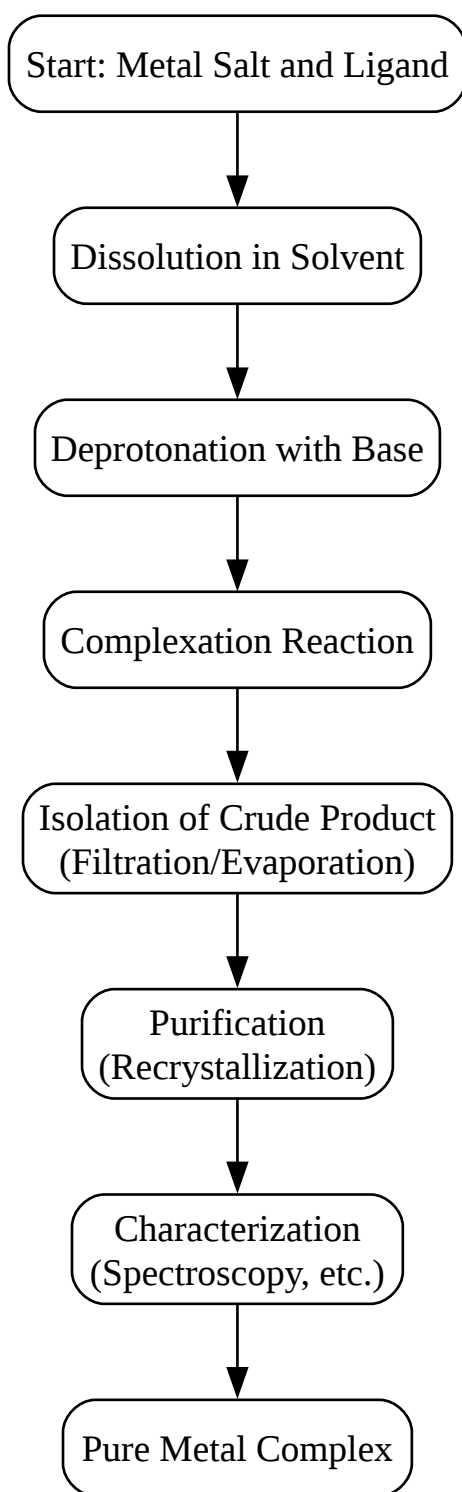 Start: Metal Salt and Ligand
Dissolution in Solvent
Deprotonation with Base
Complexation Reaction
Isolation of Crude Product
(Filtration/Evaporation)
Purification
(Recrystallization)
Characterization
(Spectroscopy, etc.)
Pure Metal Complex